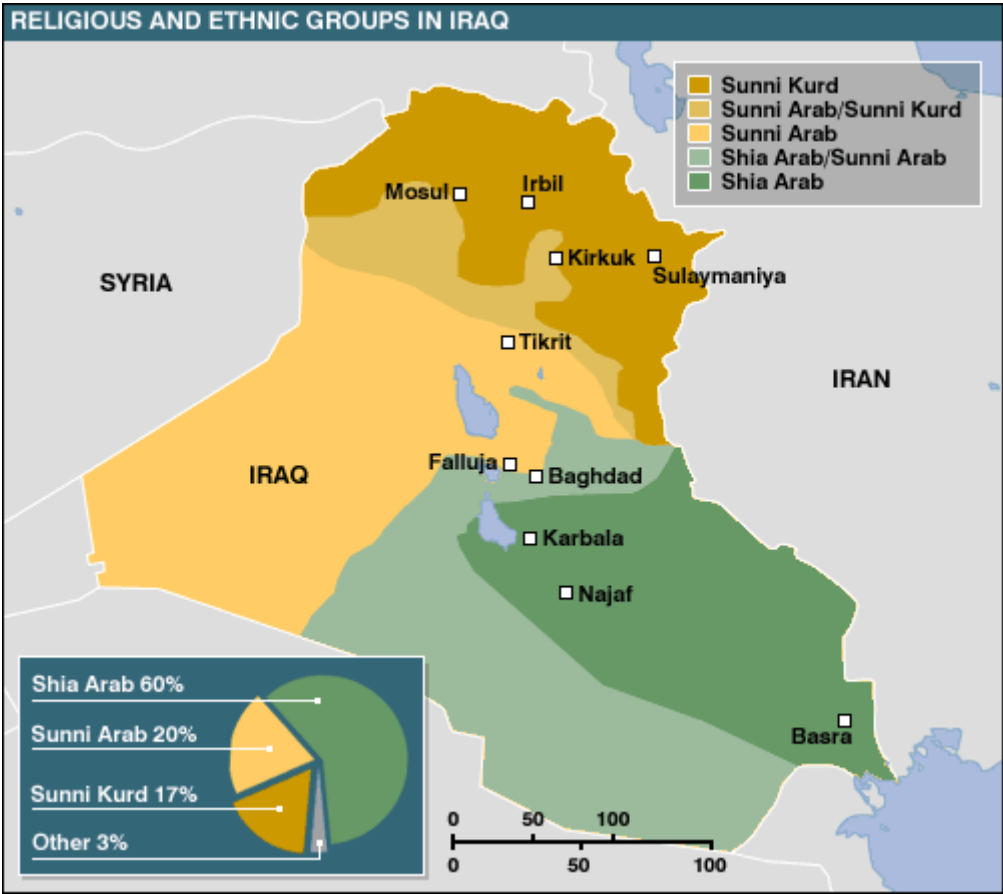 RELIGIOUS AND ETHNIC GROUPS IN IRAQ
Sunni Kurd
Sunni Arab/Sunni Kurd
Sunni Arab
Shia Arab/Sunni Arab
Shia Arab
Mosul
Irbil
Kirkuk
Sulaymaniya
SYRIA
Tikrit
IRAN
Falluja
IRAQ
Baghdad
Karbala
Najaf
Basra
Shia Arab 60%
Sunni Arab 20%
Sunni Kurd 17%
Other 3%
0 50 100
0 50 100